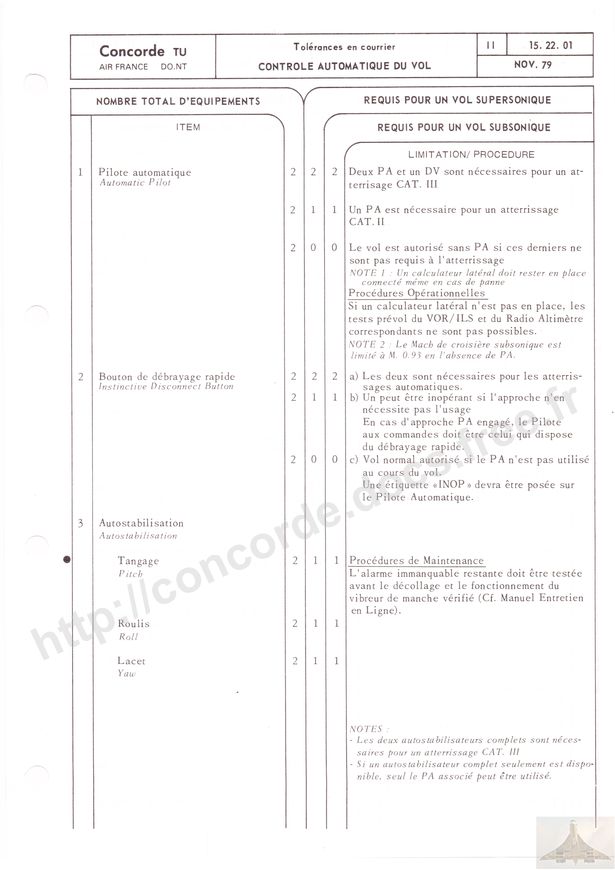 Concorde TU
AIR FRANCE DO.NT
Tolérances en courrier
CONTROLE AUTOMATIQUE DU VOL
11
15. 22. 01
NOV. 79
NOMBRE TOTAL D'EQUIPEMENTS
REQUIS POUR UN VOL SUPERSONIQUE
ITEM
REQUIS POUR UN VOL SUBSONIQUE
LIMITATION/ PROCEDURE
1 Pilote automatique 2 2 2 Deux PA et un DV sont nécessaires pour un at-
Automatic Pilot terrisage CAT. III
2 1 1 Un PA est nécessaire pour un atterrissage
CAT. II
2 0 0 Le vol est autorisé sans PA si ces derniers ne
sont pas requis à l'atterrissage
NOTE 1 : Un calculateur latéral doit rester en place
connecté même en cas de panne
Procédures Opérationnelles
Si un calculateur latéral n'est pas en place, les
tests prévol du VOR/ILS et du Radio Altimètre
correspondants ne sont pas possibles.
NOTE 2 : Le Mach de croisière subsonique est
limité à M. 0.93 en l'absence de PA.
2 Bouton de débrayage rapide 2 2 2 a) Les deux sont nécessaires pour les atterris-
Instinctive Disconnect Button sages automatiques.
2 1 1 b) Un peut être inopérant si l'approche n'en
nécessite pas l'usage
En cas d'approche PA engagé, le Pilote
aux commandes doit être celui qui dispose
du débrayage rapide.
2 0 0 c) Vol normal autorisé si le PA n'est pas utilisé
au cours du vol.
Une étiquette «INOP» devra être posée sur
le Pilote Automatique.
3 Autostabilisation
Autostabilisation
Tangage 2 1 1 Procédures de Maintenance
Pitch L'alarme immanquable restante doit être testée
avant le décollage et le fonctionnement du
vibreur de manche vérifié (Cf. Manuel Entretien
en Ligne).
Roulis 2 1 1
Roll
Lacet 2 1 1
Yaw
NOTES :
- Les deux autostabilisateurs complets sont néces-
saires pour un atterrissage CAT. III
- Si un autostabilisateur complet seulement est dispo-
nible, seul le PA associé peut être utilisé.
http://concorde.docs.free.fr